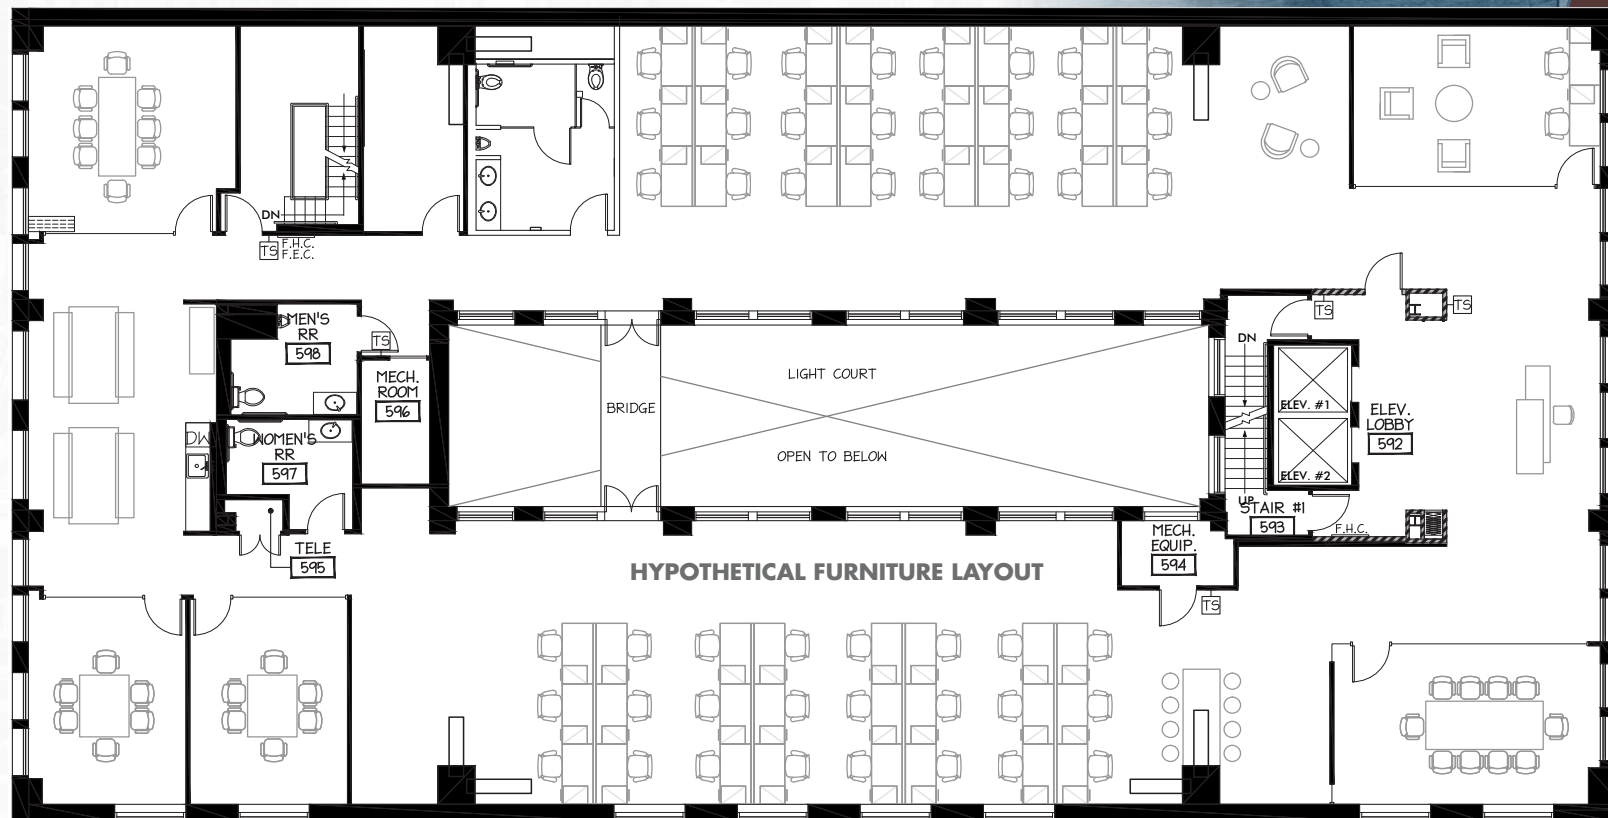 DN
TS
F.H.C.
F.E.C.
MEN'S
RR
598
TS
MECH.
ROOM
596
DW
WOMEN'S
RR
597
TELE
595
BRIDGE
LIGHT COURT
OPEN TO BELOW
HYPOTHETICAL FURNITURE LAYOUT
TS
H
TS
DN
ELEV. #1
ELEV. #2
ELEV.
LOBBY
592
UP
STAIR #1
593
F.H.C.
H
MECH.
EQUIP.
594
TS